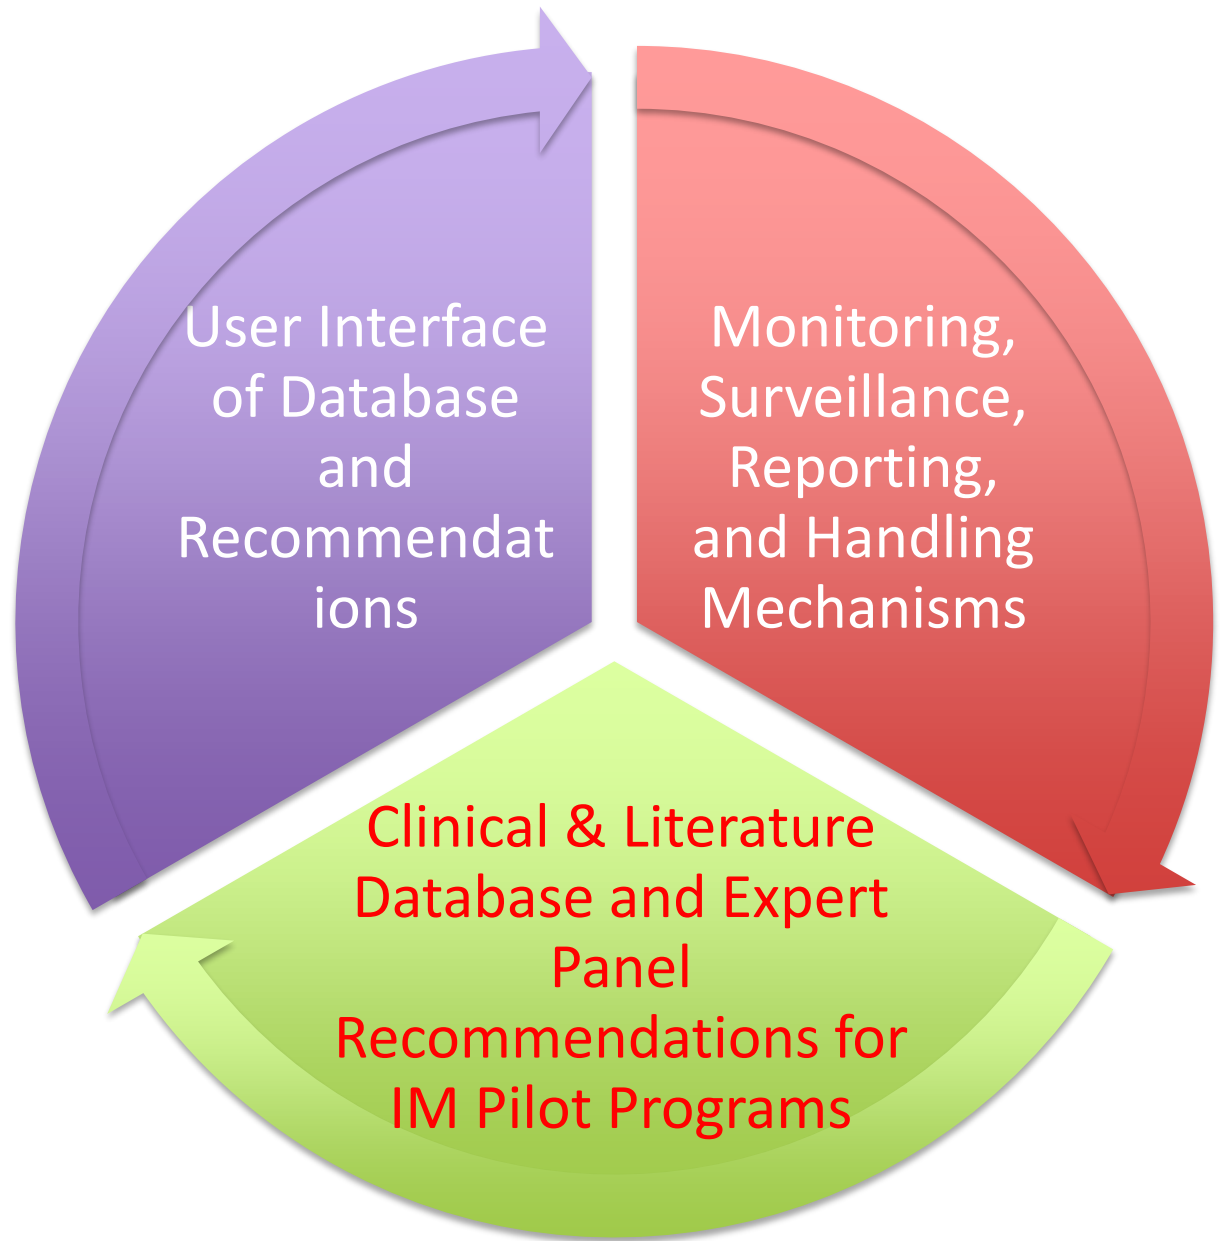 User Interface
of Database
and
Recommendat
ions
Monitoring,
Surveillance,
Reporting,
and Handling
Mechanisms
Clinical & Literature
Database and Expert
Panel
Recommendations for
IM Pilot Programs